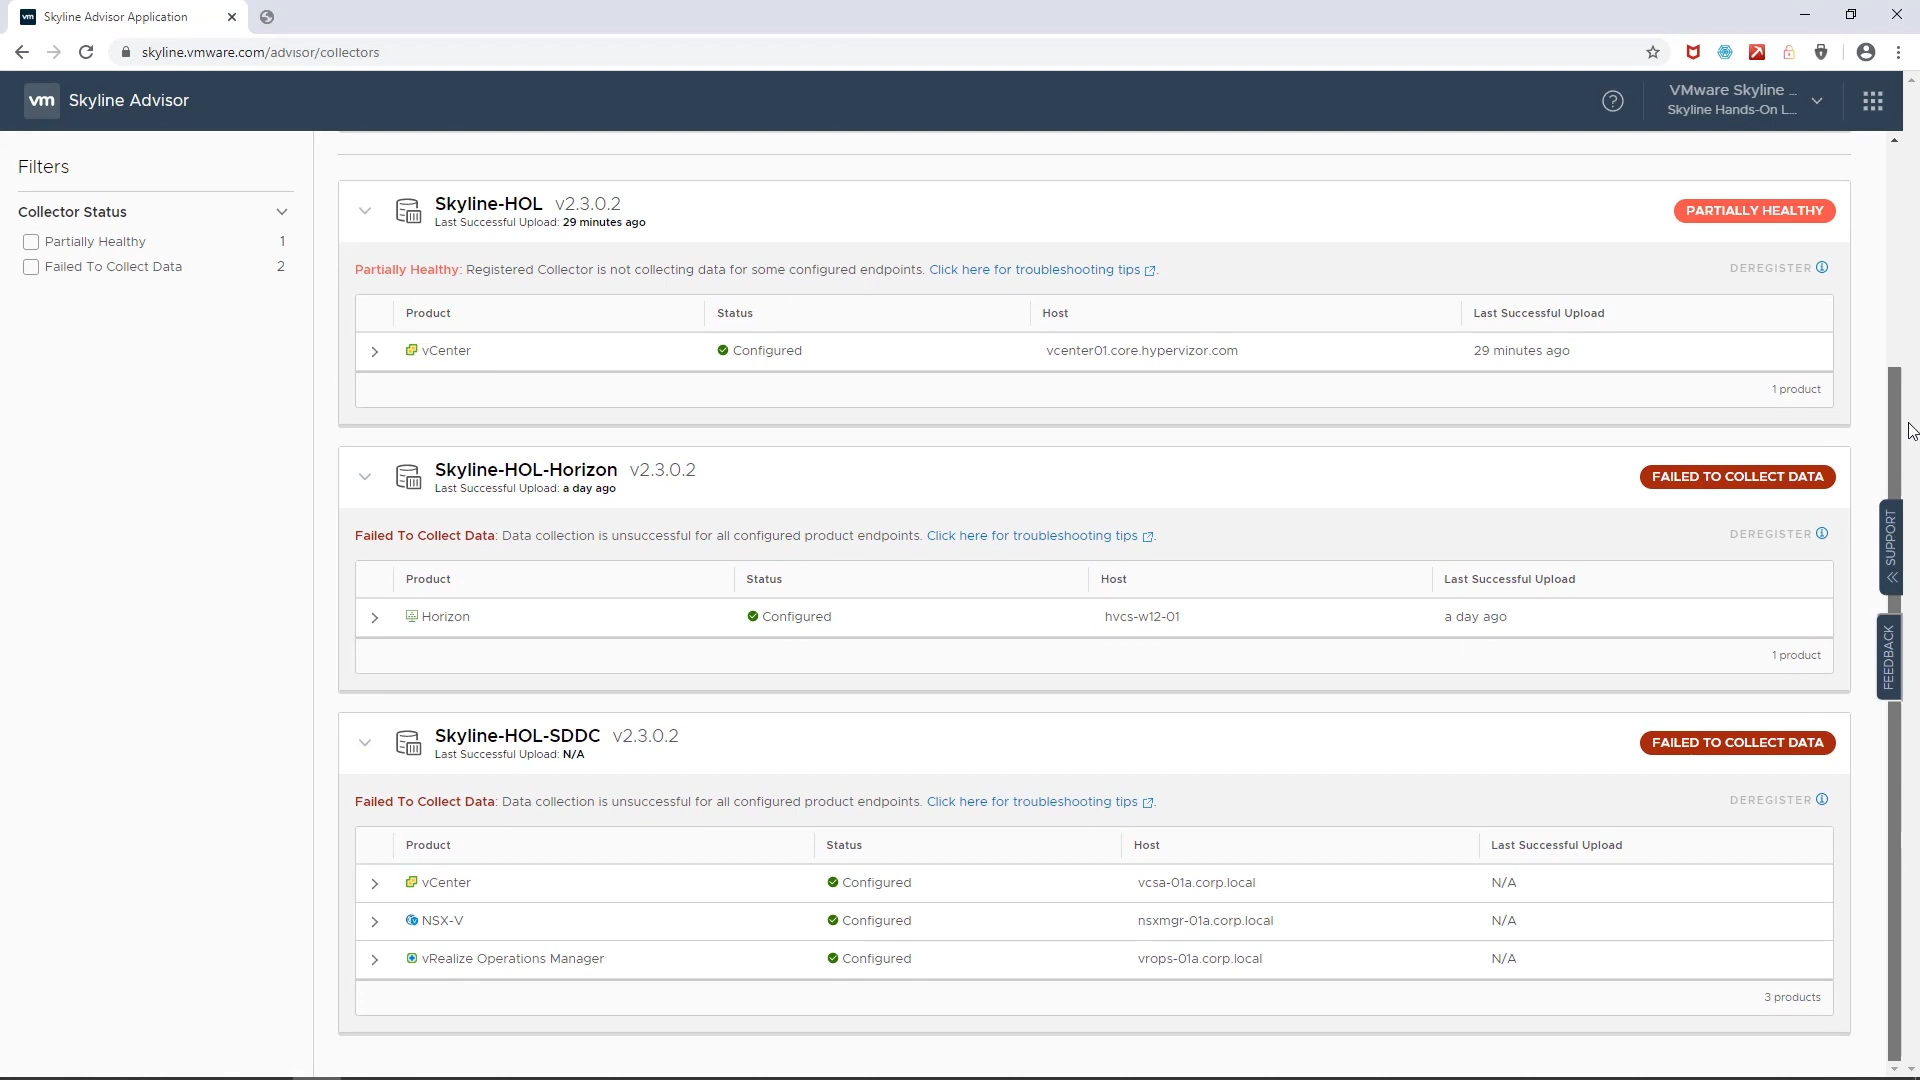 vm Skyline Advisor Application
skyline.vmware.com/advisor/collectors
vm Skyline Advisor
VMware Skyline ...
Skyline Hands-On L...
Filters
Collector Status
Partially Healthy 1
Failed To Collect Data 2
Skyline-HOL v2.3.0.2
Last Successful Upload: 29 minutes ago
PARTIALLY HEALTHY
Partially Healthy: Registered Collector is not collecting data for some configured endpoints. Click here for troubleshooting tips.
DEREGISTER
Product Status Host Last Successful Upload
vCenter Configured vcenter01.core.hypervizor.com 29 minutes ago
1 product
Skyline-HOL-Horizon v2.3.0.2
Last Successful Upload: a day ago
FAILED TO COLLECT DATA
Failed To Collect Data: Data collection is unsuccessful for all configured product endpoints. Click here for troubleshooting tips.
DEREGISTER
Product Status Host Last Successful Upload
Horizon Configured hvcs-w12-01 a day ago
1 product
Skyline-HOL-SDDC v2.3.0.2
Last Successful Upload: N/A
FAILED TO COLLECT DATA
Failed To Collect Data: Data collection is unsuccessful for all configured product endpoints. Click here for troubleshooting tips.
DEREGISTER
Product Status Host Last Successful Upload
vCenter Configured vcsa-01a.corp.local N/A
NSX-V Configured nsxmgr-01a.corp.local N/A
vRealize Operations Manager Configured vrops-01a.corp.local N/A
3 products
SUPPORT
FEEDBACK